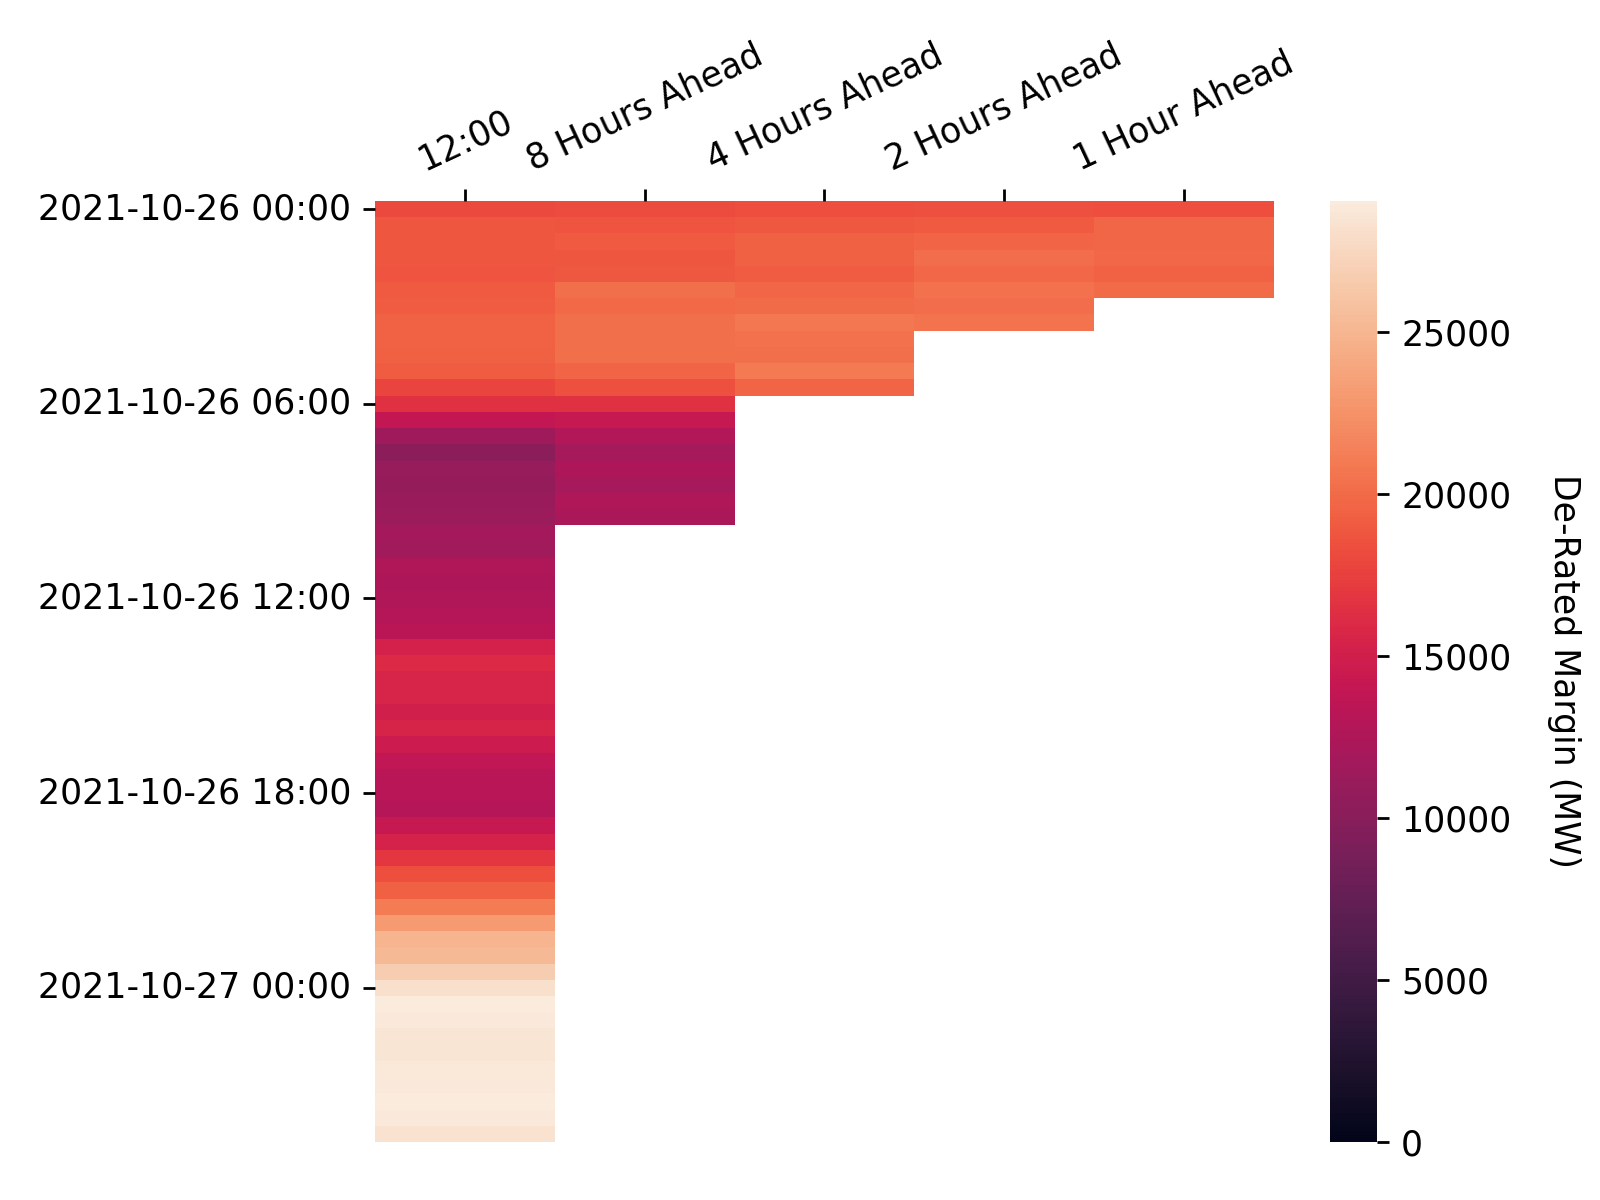 12:00
8 Hours Ahead
4 Hours Ahead
2 Hours Ahead
1 Hour Ahead
2021-10-26 00:00
2021-10-26 06:00
2021-10-26 12:00
2021-10-26 18:00
2021-10-27 00:00
25000
20000
15000
10000
5000
0
De-Rated Margin (MW)